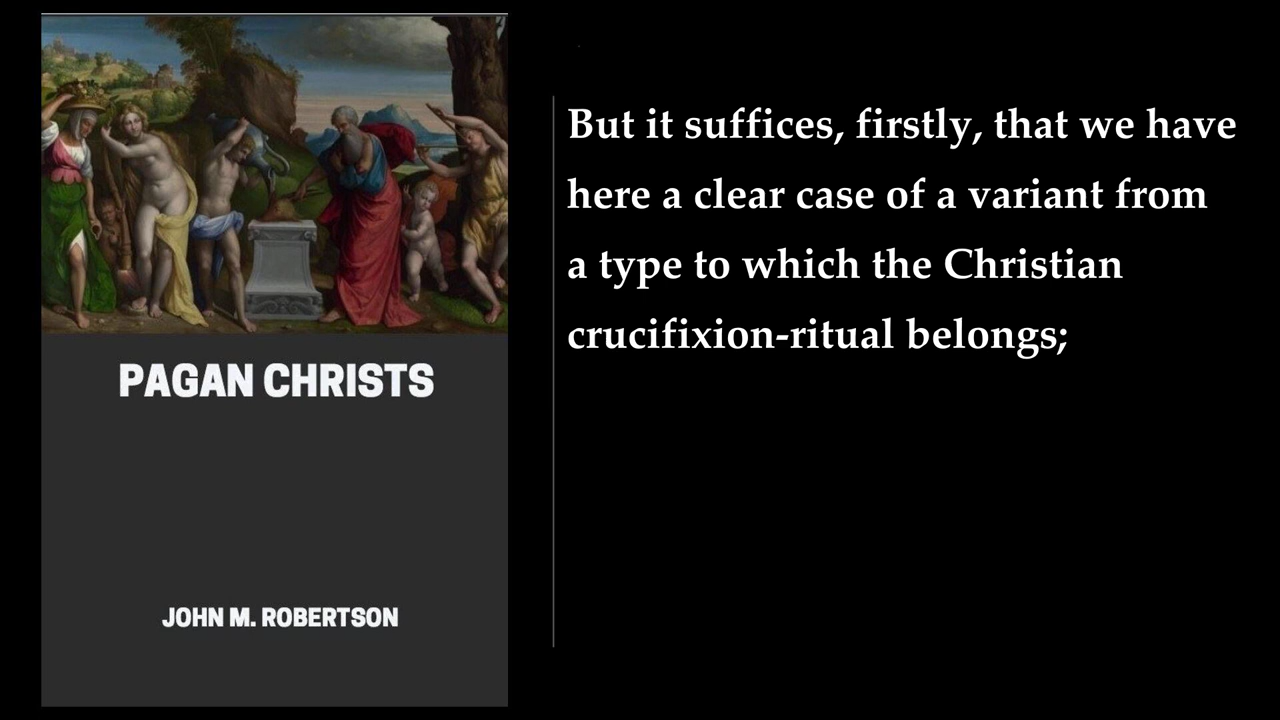 PAGAN CHRISTS
JOHN M. ROBERTSON
But it suffices, firstly, that we have
here a clear case of a variant from
a type to which the Christian
crucifixion-ritual belongs;